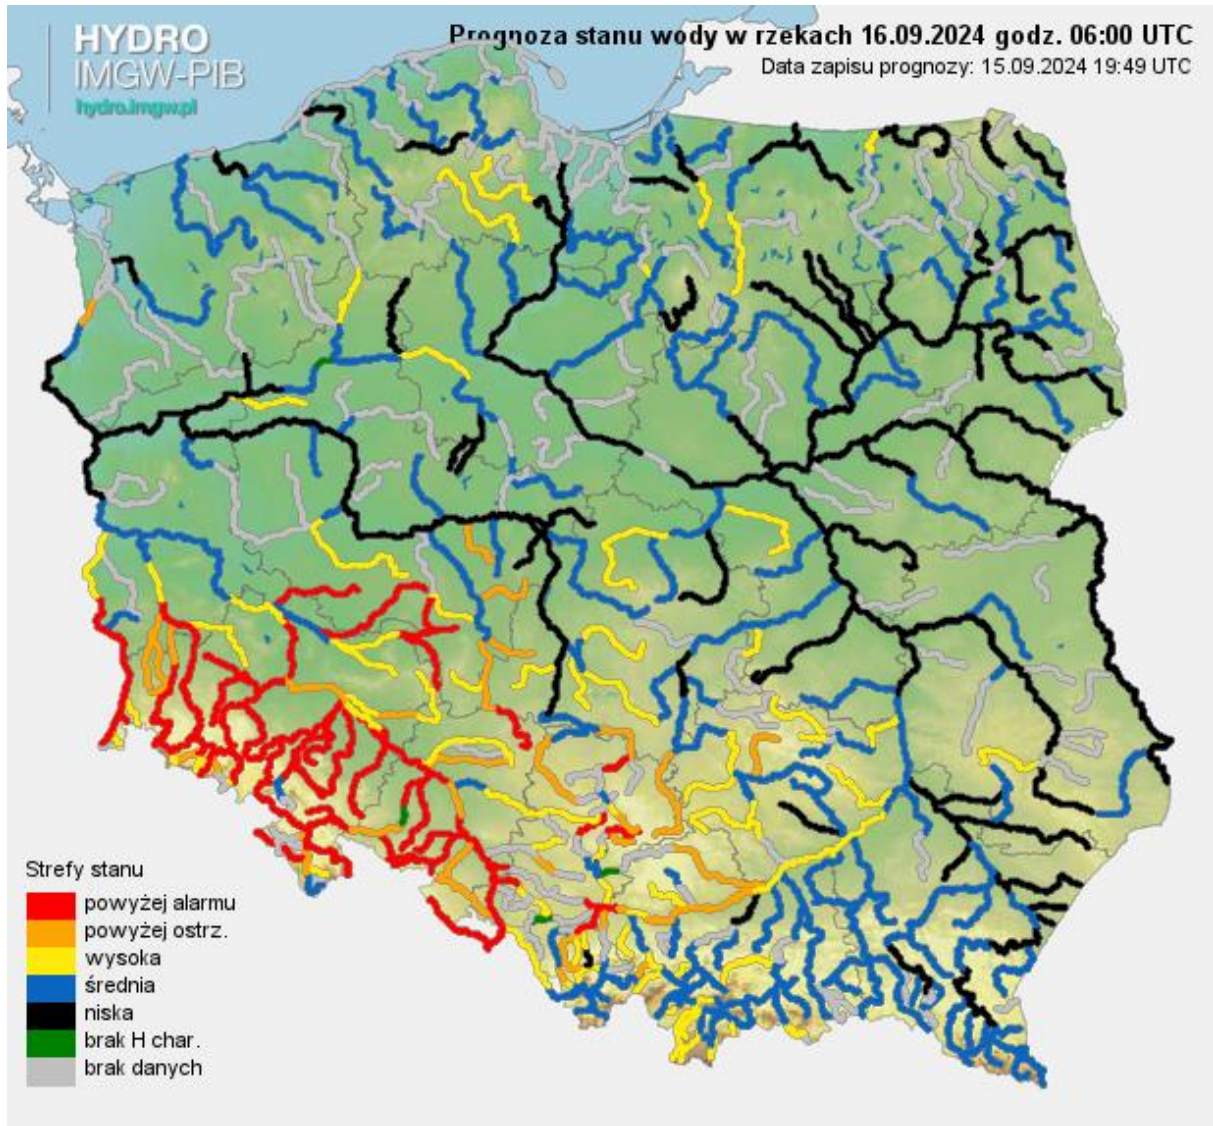 HYDRO
IMGW-PIB
hydro.imgw.pl
Prognoza stanu wody w rzekach 16.09.2024 godz. 06:00 UTC
Data zapisu prognozy: 15.09.2024 19:49 UTC
Strefy stanu
powyżej alarmu
powyżej ostrz.
wysoka
średnia
niska
brak H char.
brak danych